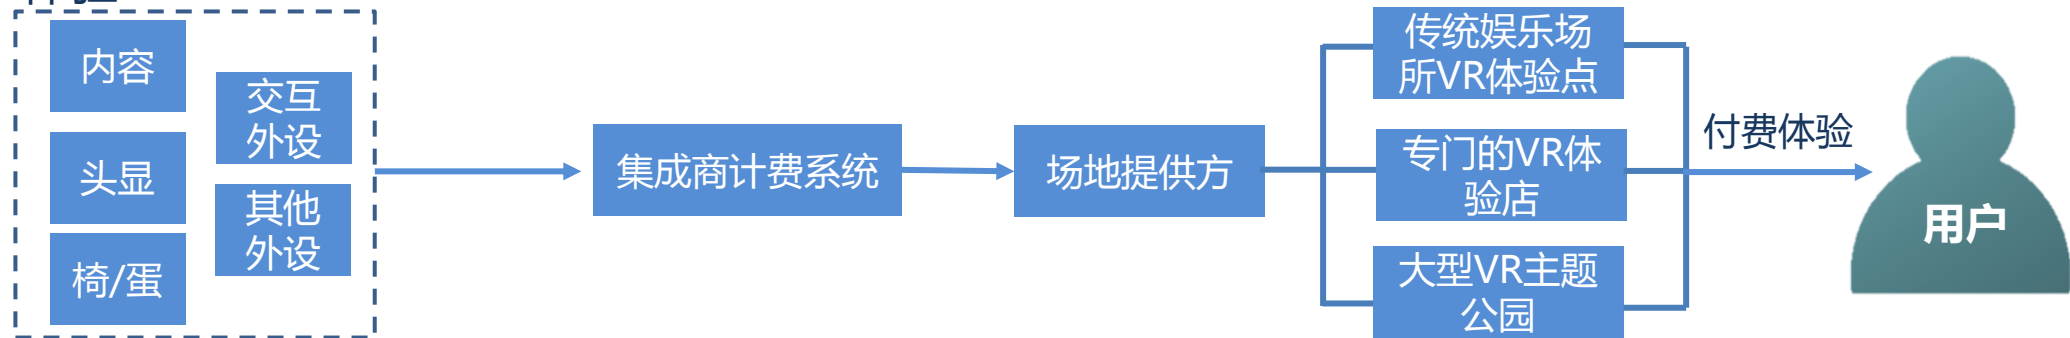 内容
头显
椅/蛋
交互
外设
其他
外设
集成商计费系统
场地提供方
传统娱乐场
所VR体验点
专门的VR体
验店
大型VR主题
公园
付费体验
用户